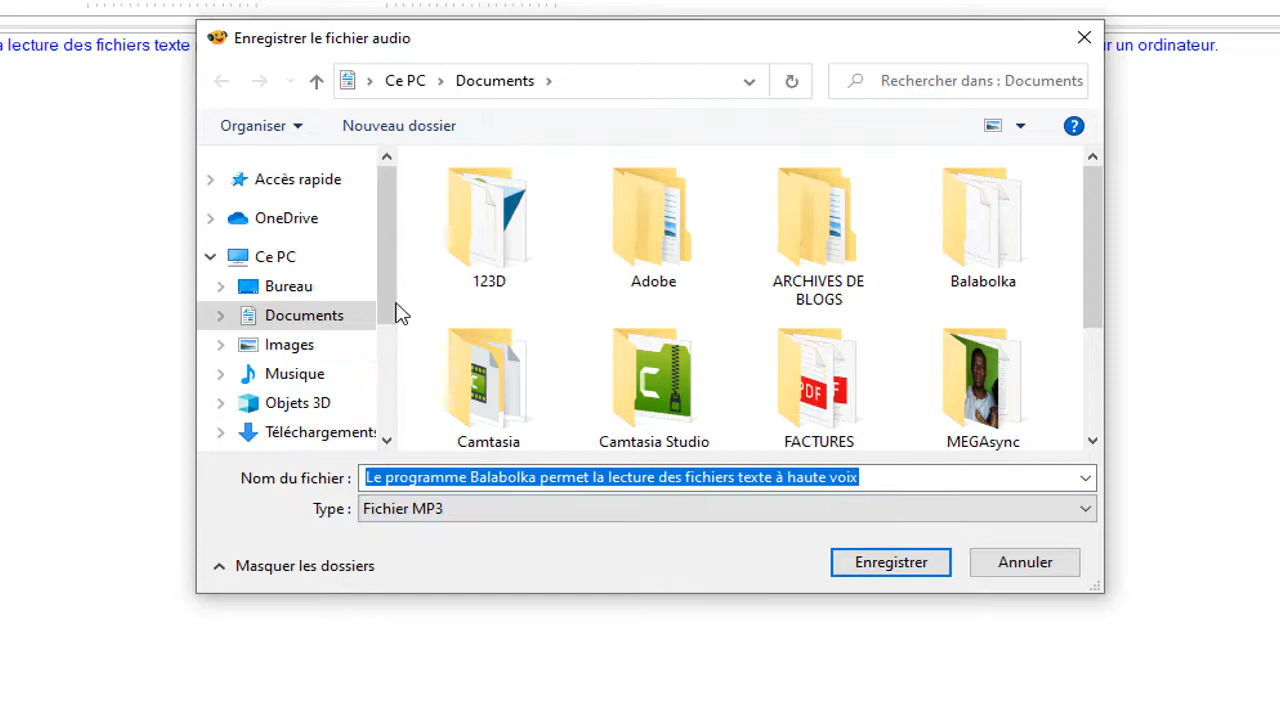 Enregistrer le fichier audio
a lecture des fichiers texte
r un ordinateur.
Ce PC
Documents
Rechercher dans : Documents
Organiser
Nouveau dossier
?
Accès rapide
OneDrive
Ce PC
Bureau
Documents
Images
Musique
Objets 3D
Téléchargements
123D
Adobe
ARCHIVES DE
BLOGS
Balabolka
Camtasia
Camtasia Studio
PDF
FACTURES
MEGAsync
Nom du fichier :
Le programme Balabolka permet la lecture des fichiers texte à haute voix
Type :
Fichier MP3
Masquer les dossiers
Enregistrer
Annuler